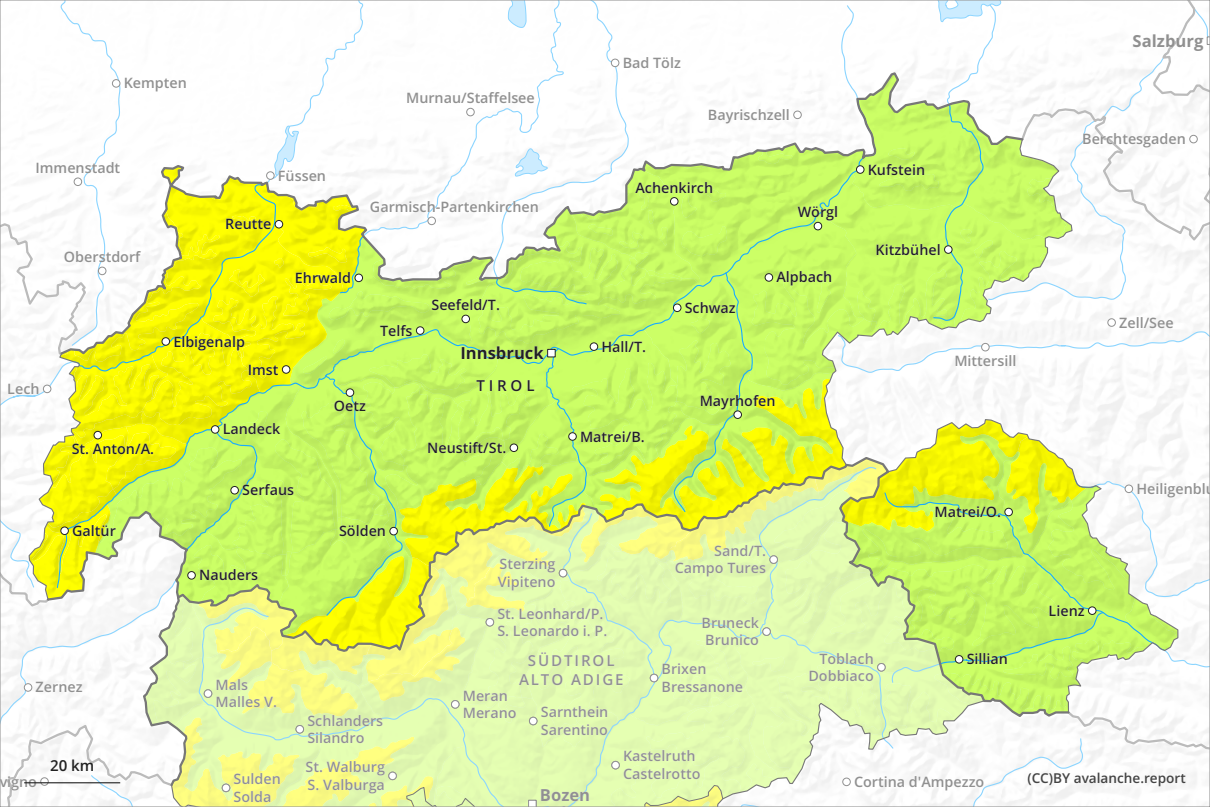 Salzburg
Bad Tölz
Kempten
Murnau/Staffelsee
Bayrischzell
Berchtesgaden
Immenstadt
Füssen
Kufstein
Achenkirch
Garmisch-Partenkirchen
Wörgl
Reutte
Kitzbühel
Oberstdorf
Ehrwald
Alpbach
Seefeld/T.
Schwaz
Zell/See
Telfs
Elbigenalp
Innsbruck
Hall/T.
Mittersill
Imst
TIROL
Lech
Oetz
Mayrhofen
Landeck
Matrei/B.
St. Anton/A.
Neustift/St.
Serfaus
Heiligenblu
Matrei/O.
Galtür
Sölden
Sand/T.
Campo Tures
Sterzing
Vipiteno
Nauders
St. Leonhard/P.
S. Leonardo i. P.
Lienz
Bruneck
Brunico
SÜDTIROL
ALTO ADIGE
Toblach
Dobbiaco
Sillian
Brixen
Bressanone
Zernez
Mals
Malles V.
Meran
Merano
Sarnthein
Sarentino
Schlanders
Silandro
Kastelruth
Castelrotto
20 km
St. Walburg
S. Valburga
vigno
Sulden
Solda
Cortina d'Ampezzo
(CC)BY avalanche.report
Bozen